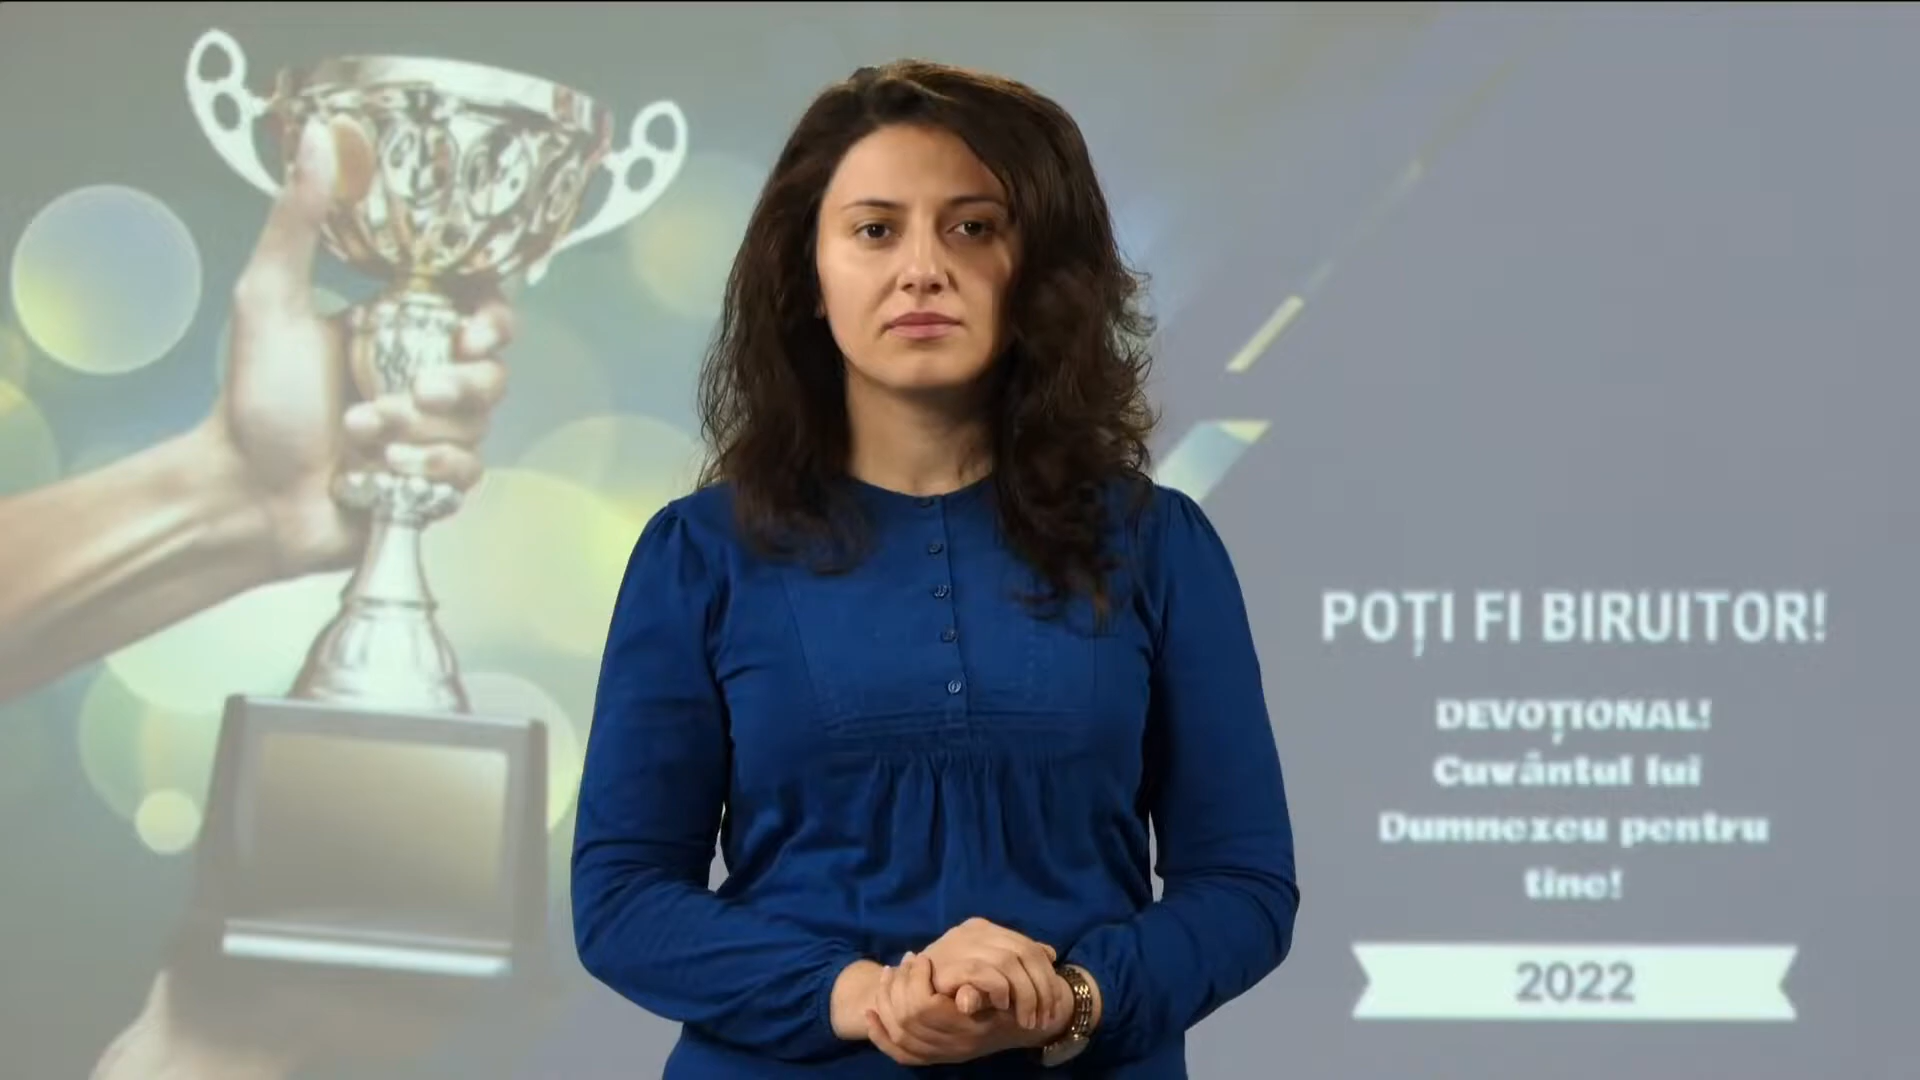 POȚI FI BIRUITOR!
DEVOȚIONAL!
Cuvântul lui
Dumnezeu pentru
tine!
2022